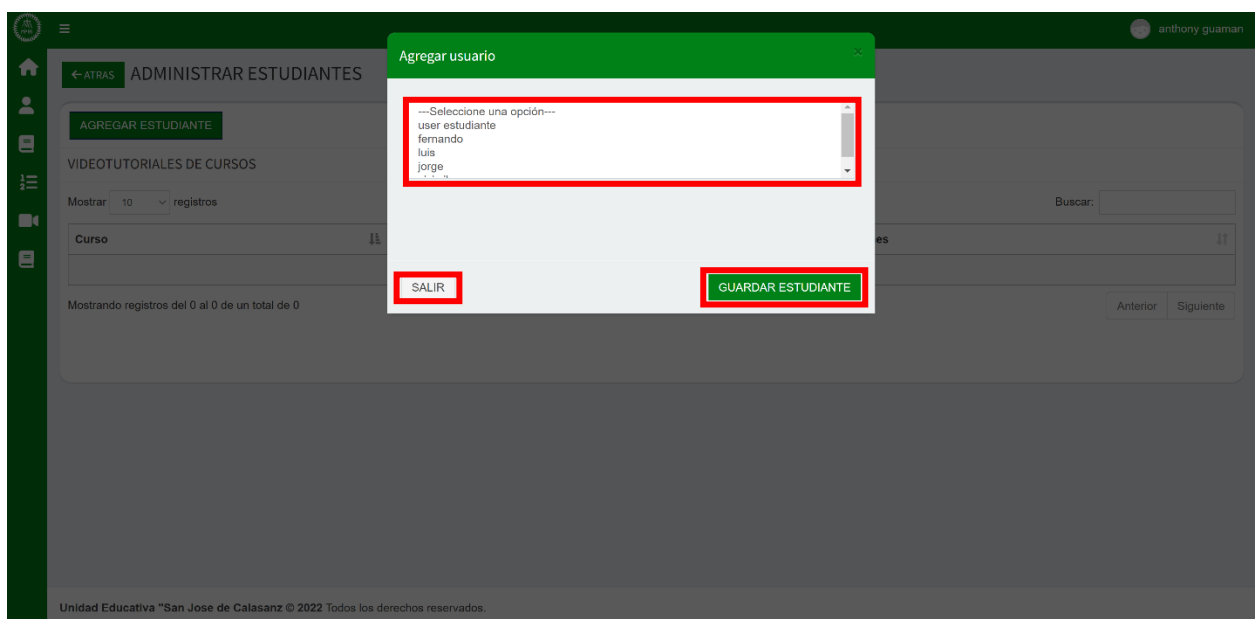 anthony guaman
← ATRAS ADMINISTRAR ESTUDIANTES
AGREGAR ESTUDIANTE
VIDEOTUTORIALES DE CURSOS
Mostrar 10 registros
Buscar:
Curso
es
Mostrando registros del 0 al 0 de un total de 0
Anterior Siguiente
Agregar usuario ×
---Seleccione una opción---
user estudiante
fernando
luis
jorge
SALIR
GUARDAR ESTUDIANTE
Unidad Educativa "San Jose de Calasanz © 2022 Todos los derechos reservados.